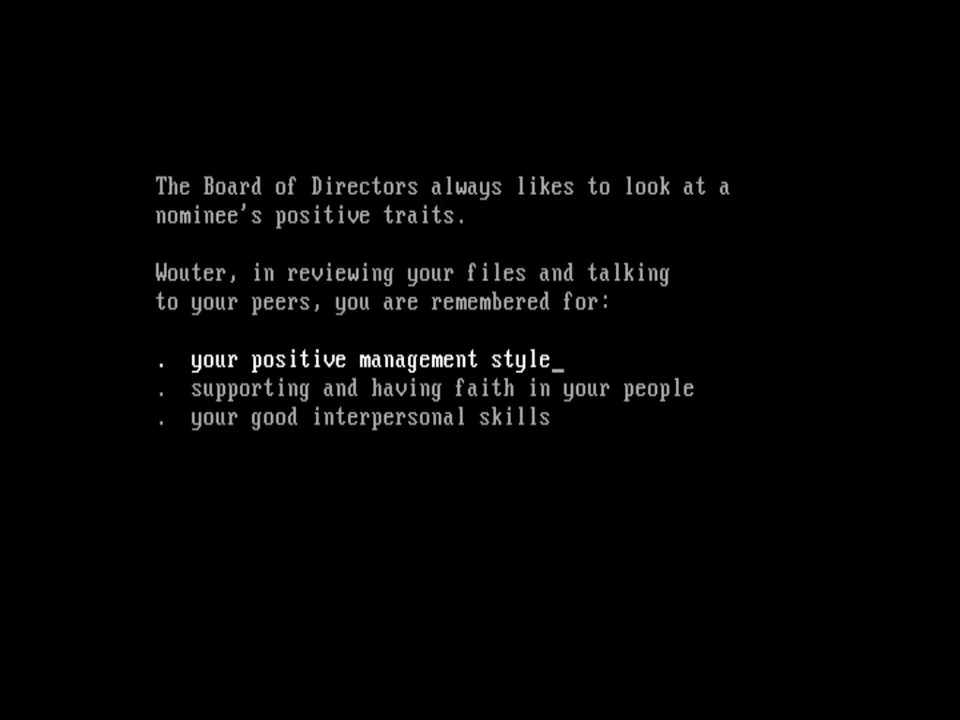 The Board of Directors always likes to look at a
nominee's positive traits.
Wouter, in reviewing your files and talking
to your peers, you are remembered for:
. your positive management style_
. supporting and having faith in your people
. your good interpersonal skills